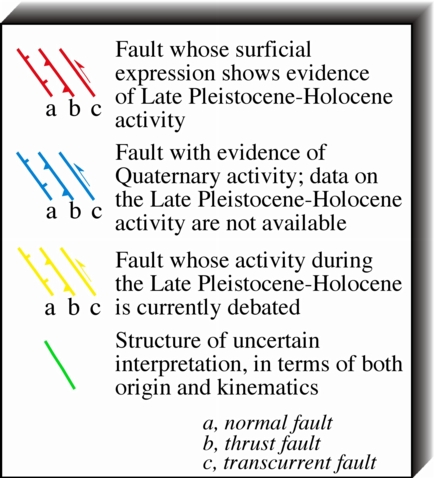 Fault whose surficial
expression shows evidence
of Late Pleistocene-Holocene
activity
a b c
Fault with evidence of
Quaternary activity; data on
the Late Pleistocene-Holocene
activity are not available
a b c
Fault whose activity during
the Late Pleistocene-Holocene
is currently debated
a b c
Structure of uncertain
interpretation, in terms of both
origin and kinematics
a, normal fault
b, thrust fault
c, transcurrent fault